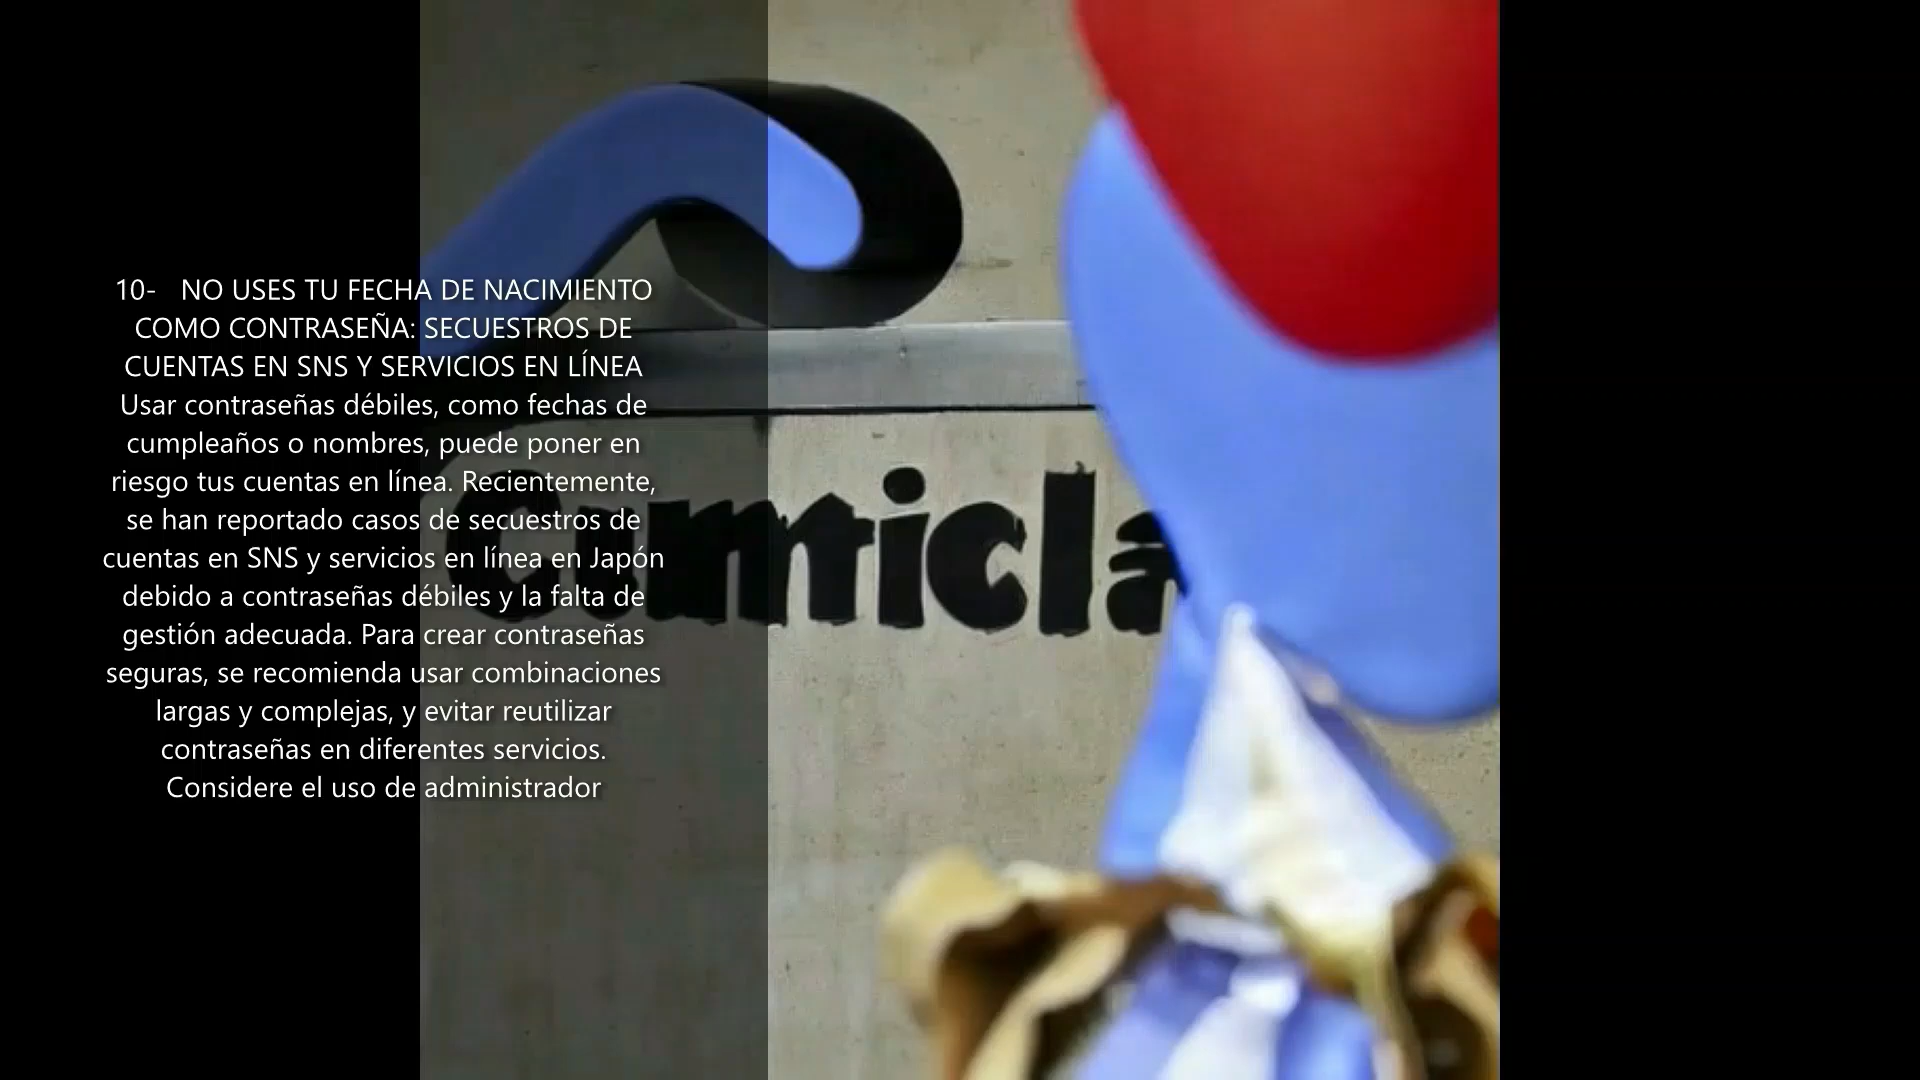 10-   NO USES TU FECHA DE NACIMIENTO
COMO CONTRASEÑA: SECUESTROS DE
CUENTAS EN SNS Y SERVICIOS EN LÍNEA
Usar contraseñas débiles, como fechas de
cumpleaños o nombres, puede poner en
riesgo tus cuentas en línea. Recientemente,
se han reportado casos de secuestros de
cuentas en SNS y servicios en línea en Japón
debido a contraseñas débiles y la falta de
gestión adecuada. Para crear contraseñas
seguras, se recomienda usar combinaciones
largas y complejas, y evitar reutilizar
contraseñas en diferentes servicios.
Considere el uso de administrador